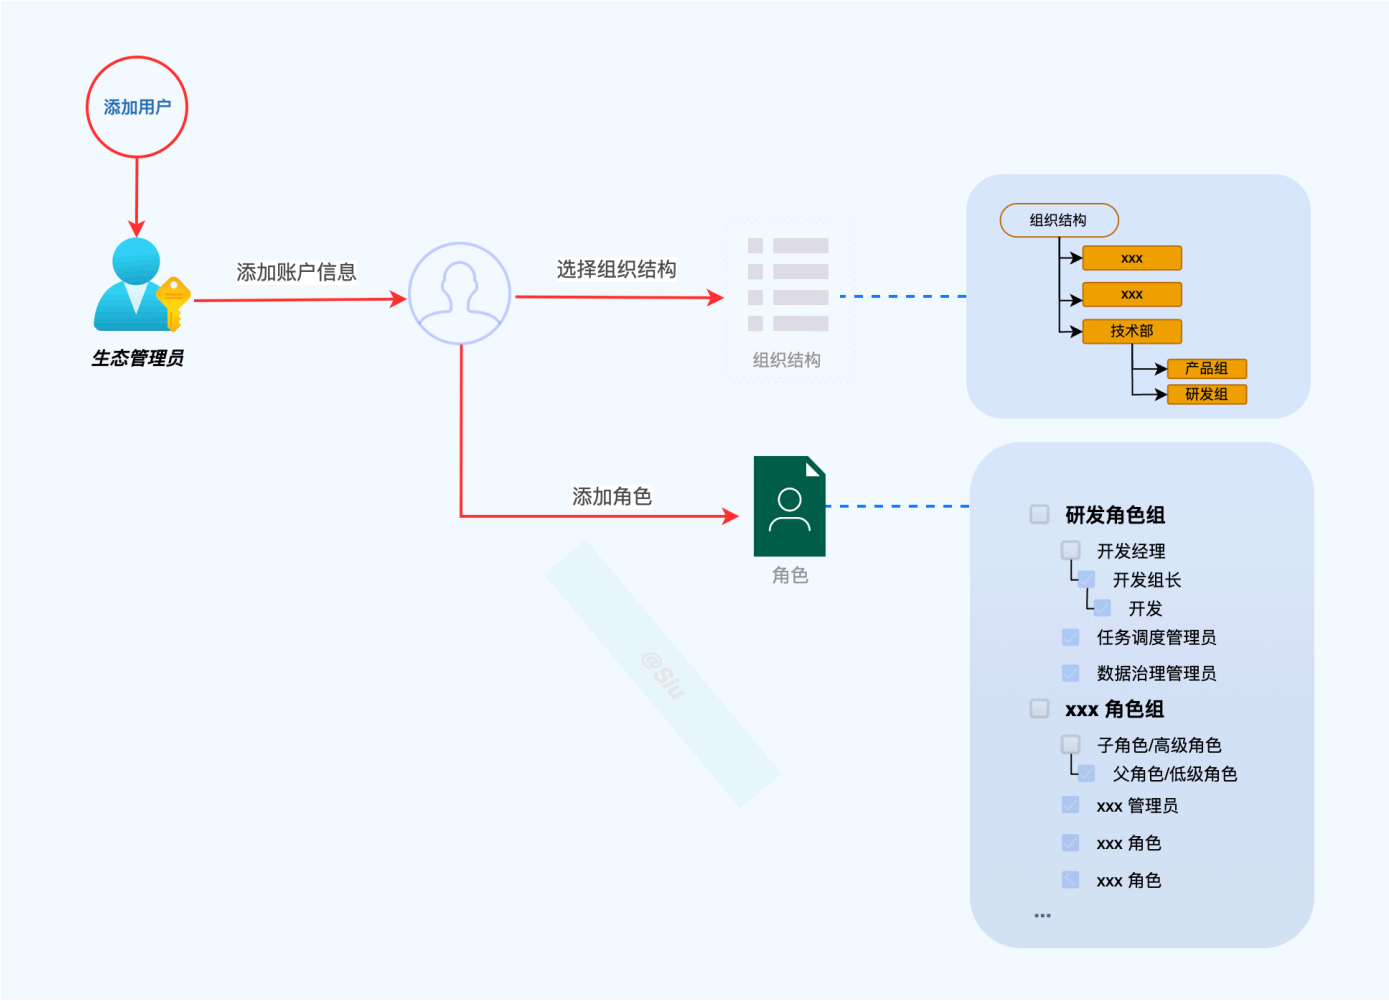 添加用户
生态管理员
添加账户信息
选择组织结构
组织结构
添加角色
角色
组织结构
xxx
xxx
技术部
产品组
研发组
研发角色组
开发经理
开发组长
开发
任务调度管理员
数据治理管理员
xxx 角色组
子角色/高级角色
父角色/低级角色
xxx 管理员
xxx 角色
xxx 角色
...
@Siu